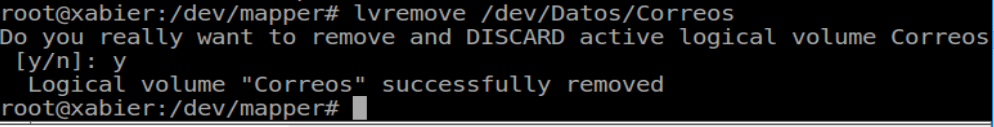 root@xabier:/dev/mapper# lvremove /dev/Datos/Correos
Do you really want to remove and DISCARD active logical volume Correos
 [y/n]: y
  Logical volume "Correos" successfully removed
root@xabier:/dev/mapper#